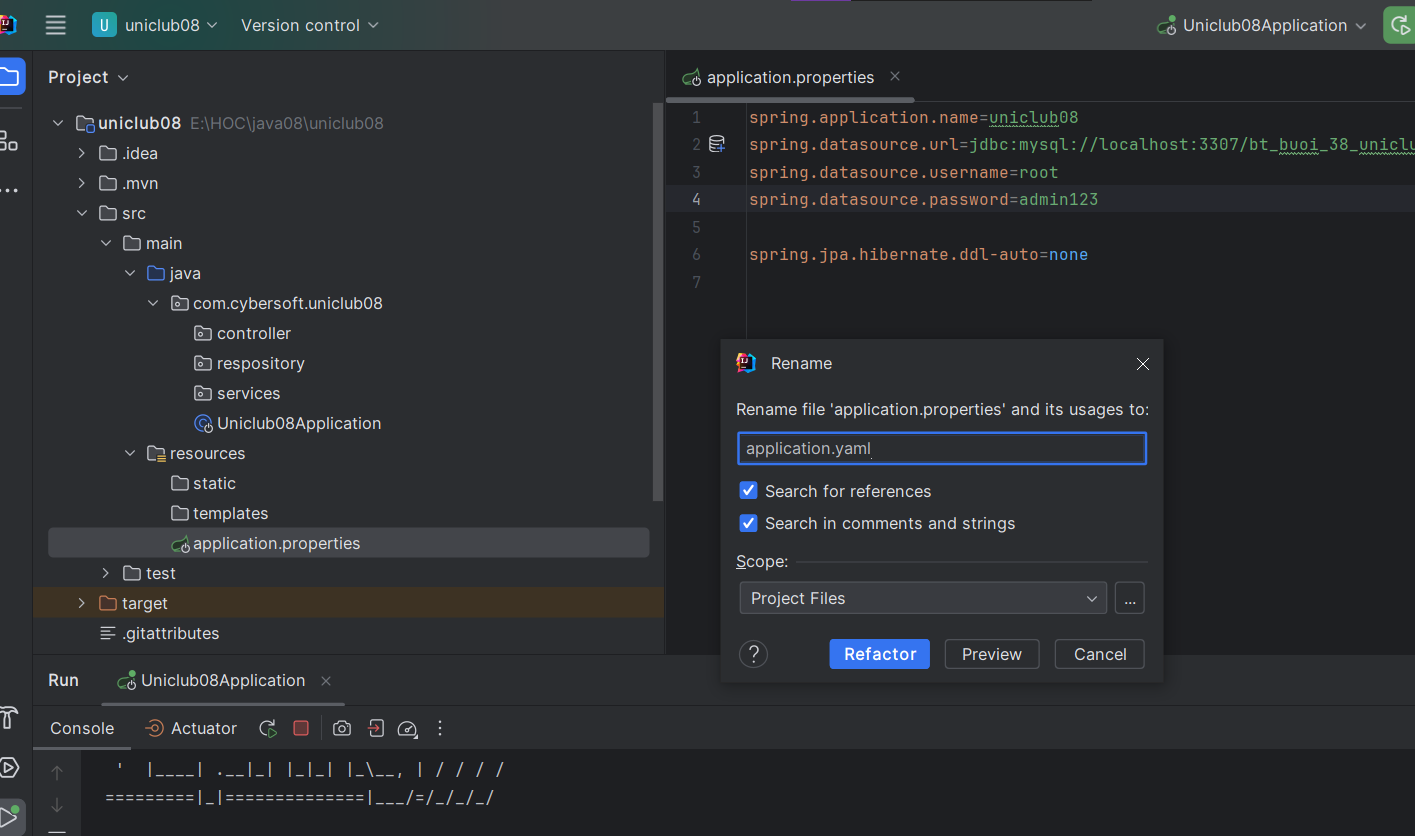 U uniclub08 Version control Uniclub08Application
Project
application.properties
uniclub08 E:\HOC\java08\uniclub08
.idea
.mvn
src
main
java
com.cybersoft.uniclub08
controller
respository
services
Uniclub08Application
resources
static
templates
application.properties
test
target
.gitattributes
1 spring.application.name=uniclub08
2 spring.datasource.url=jdbc:mysql://localhost:3307/bt_buoi_38_uniclu
3 spring.datasource.username=root
4 spring.datasource.password=admin123
5
6 spring.jpa.hibernate.ddl-auto=none
7
Rename
Rename file 'application.properties' and its usages to:
application.yaml
Search for references
Search in comments and strings
Scope:
Project Files
...
? Refactor Preview Cancel
Run Uniclub08Application
Console Actuator
' |____| .__|_| |_|_| |_\__, | / / / /
=========|_|==============|___/=/_/_/_/